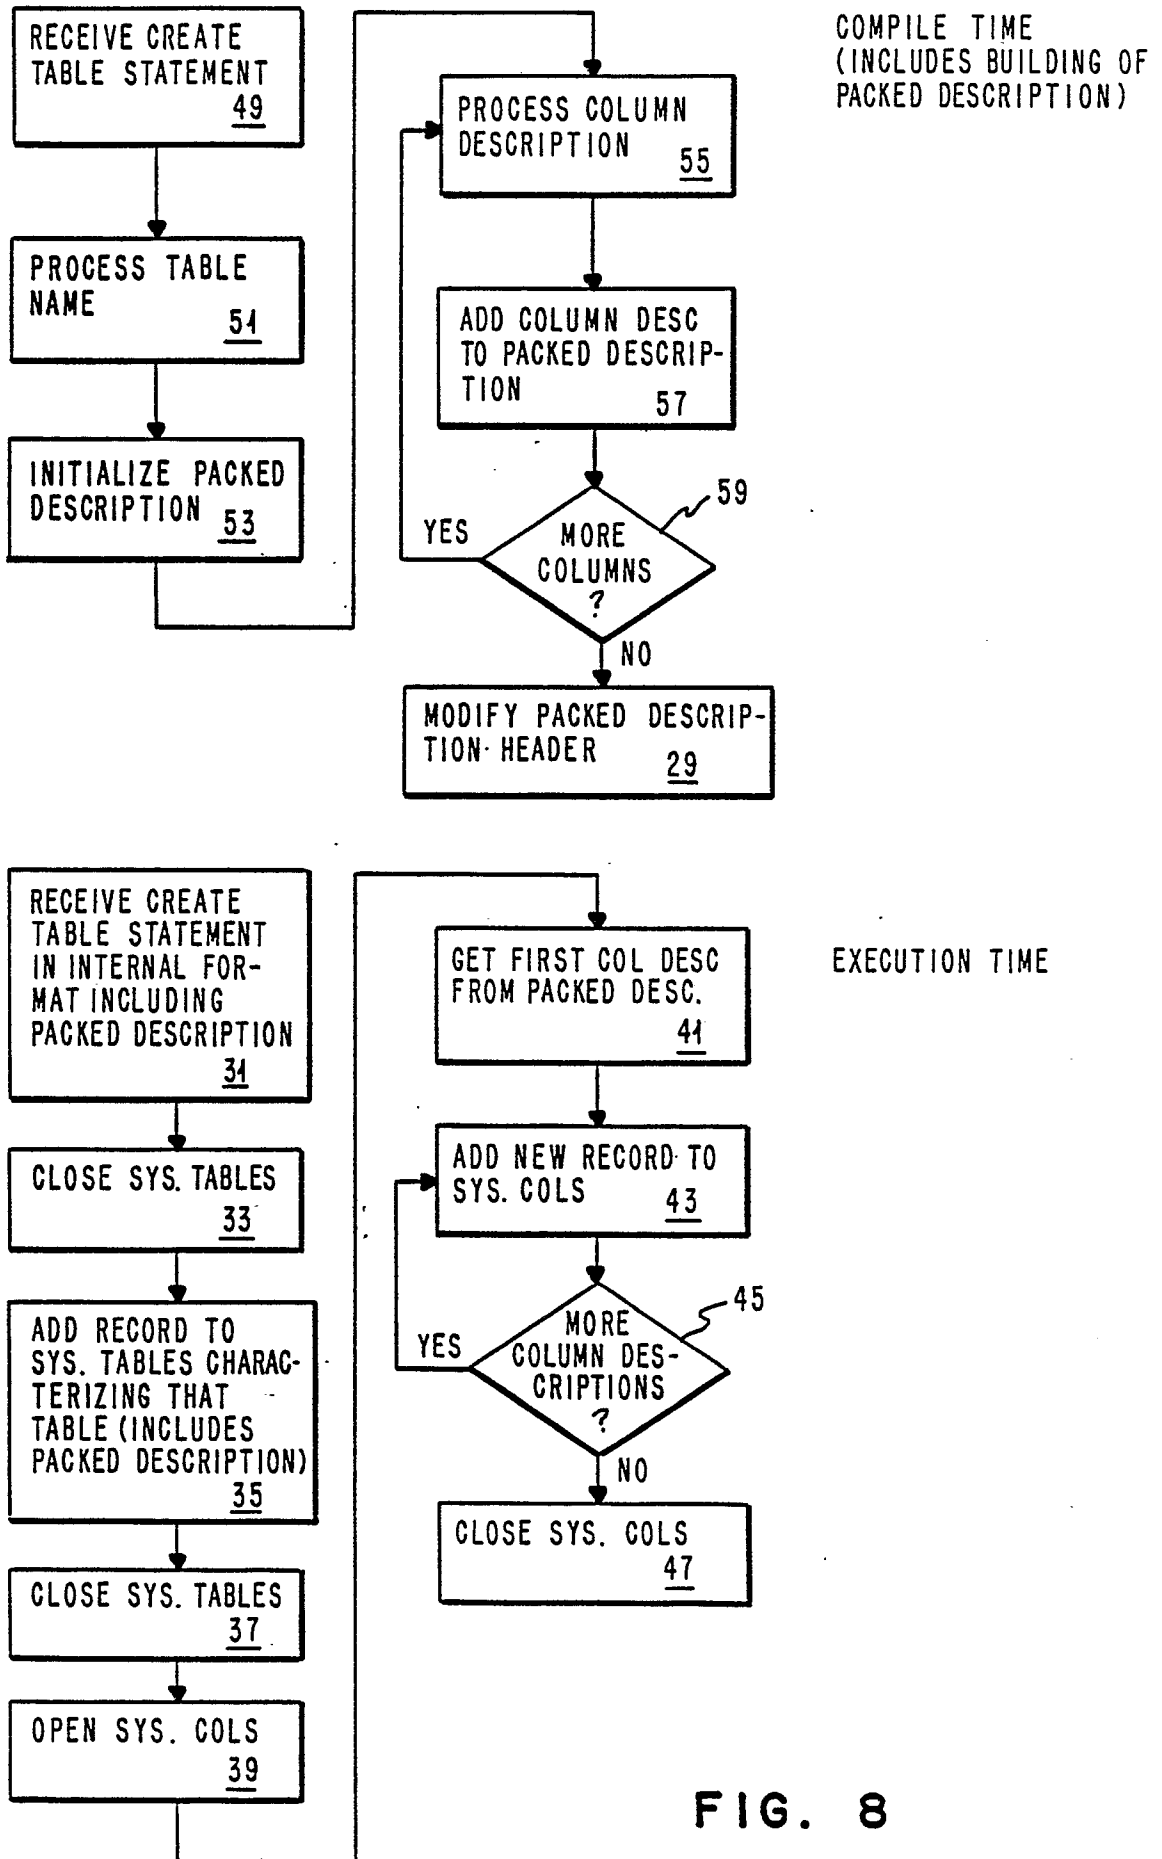 RECEIVE CREATE
TABLE STATEMENT
49
PROCESS TABLE
NAME
51
INITIALIZE PACKED
DESCRIPTION
53
PROCESS COLUMN
DESCRIPTION
55
ADD COLUMN DESC
TO PACKED DESCRIP-
TION
57
59
MORE
COLUMNS
?
YES
NO
MODIFY PACKED DESCRIP-
TION HEADER
29
COMPILE TIME
(INCLUDES BUILDING OF
PACKED DESCRIPTION)
RECEIVE CREATE
TABLE STATEMENT
IN INTERNAL FOR-
MAT INCLUDING
PACKED DESCRIPTION
31
CLOSE SYS. TABLES
33
ADD RECORD TO
SYS. TABLES CHARAC-
TERIZING THAT
TABLE (INCLUDES
PACKED DESCRIPTION)
35
CLOSE SYS. TABLES
37
OPEN SYS. COLS
39
GET FIRST COL DESC
FROM PACKED DESC.
41
ADD NEW RECORD TO
SYS. COLS
43
45
MORE
COLUMN DES-
CRIPTIONS
?
YES
NO
CLOSE SYS. COLS
47
EXECUTION TIME
FIG. 8